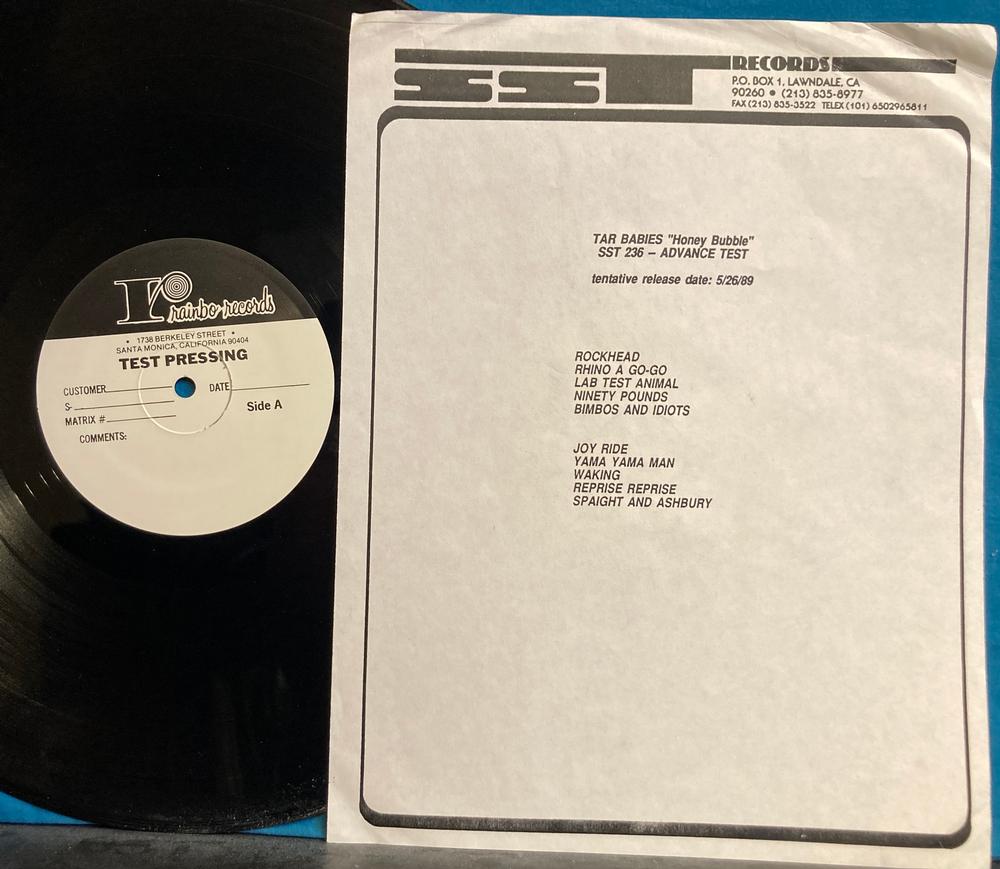 r rainbo records
• 1738 BERKELEY STREET •
SANTA MONICA, CALIFORNIA 90404
TEST PRESSING
CUSTOMER DATE
S-
Side A
MATRIX #
COMMENTS:
SST RECORDS
P.O. BOX 1, LAWNDALE, CA
90260 • (213) 835-8977
FAX (213) 835-3522 TELEX (101) 6502965811
TAR BABIES "Honey Bubble"
SST 236 – ADVANCE TEST
tentative release date: 5/26/89
ROCKHEAD
RHINO A GO-GO
LAB TEST ANIMAL
NINETY POUNDS
BIMBOS AND IDIOTS
JOY RIDE
YAMA YAMA MAN
WAKING
REPRISE REPRISE
SPAIGHT AND ASHBURY